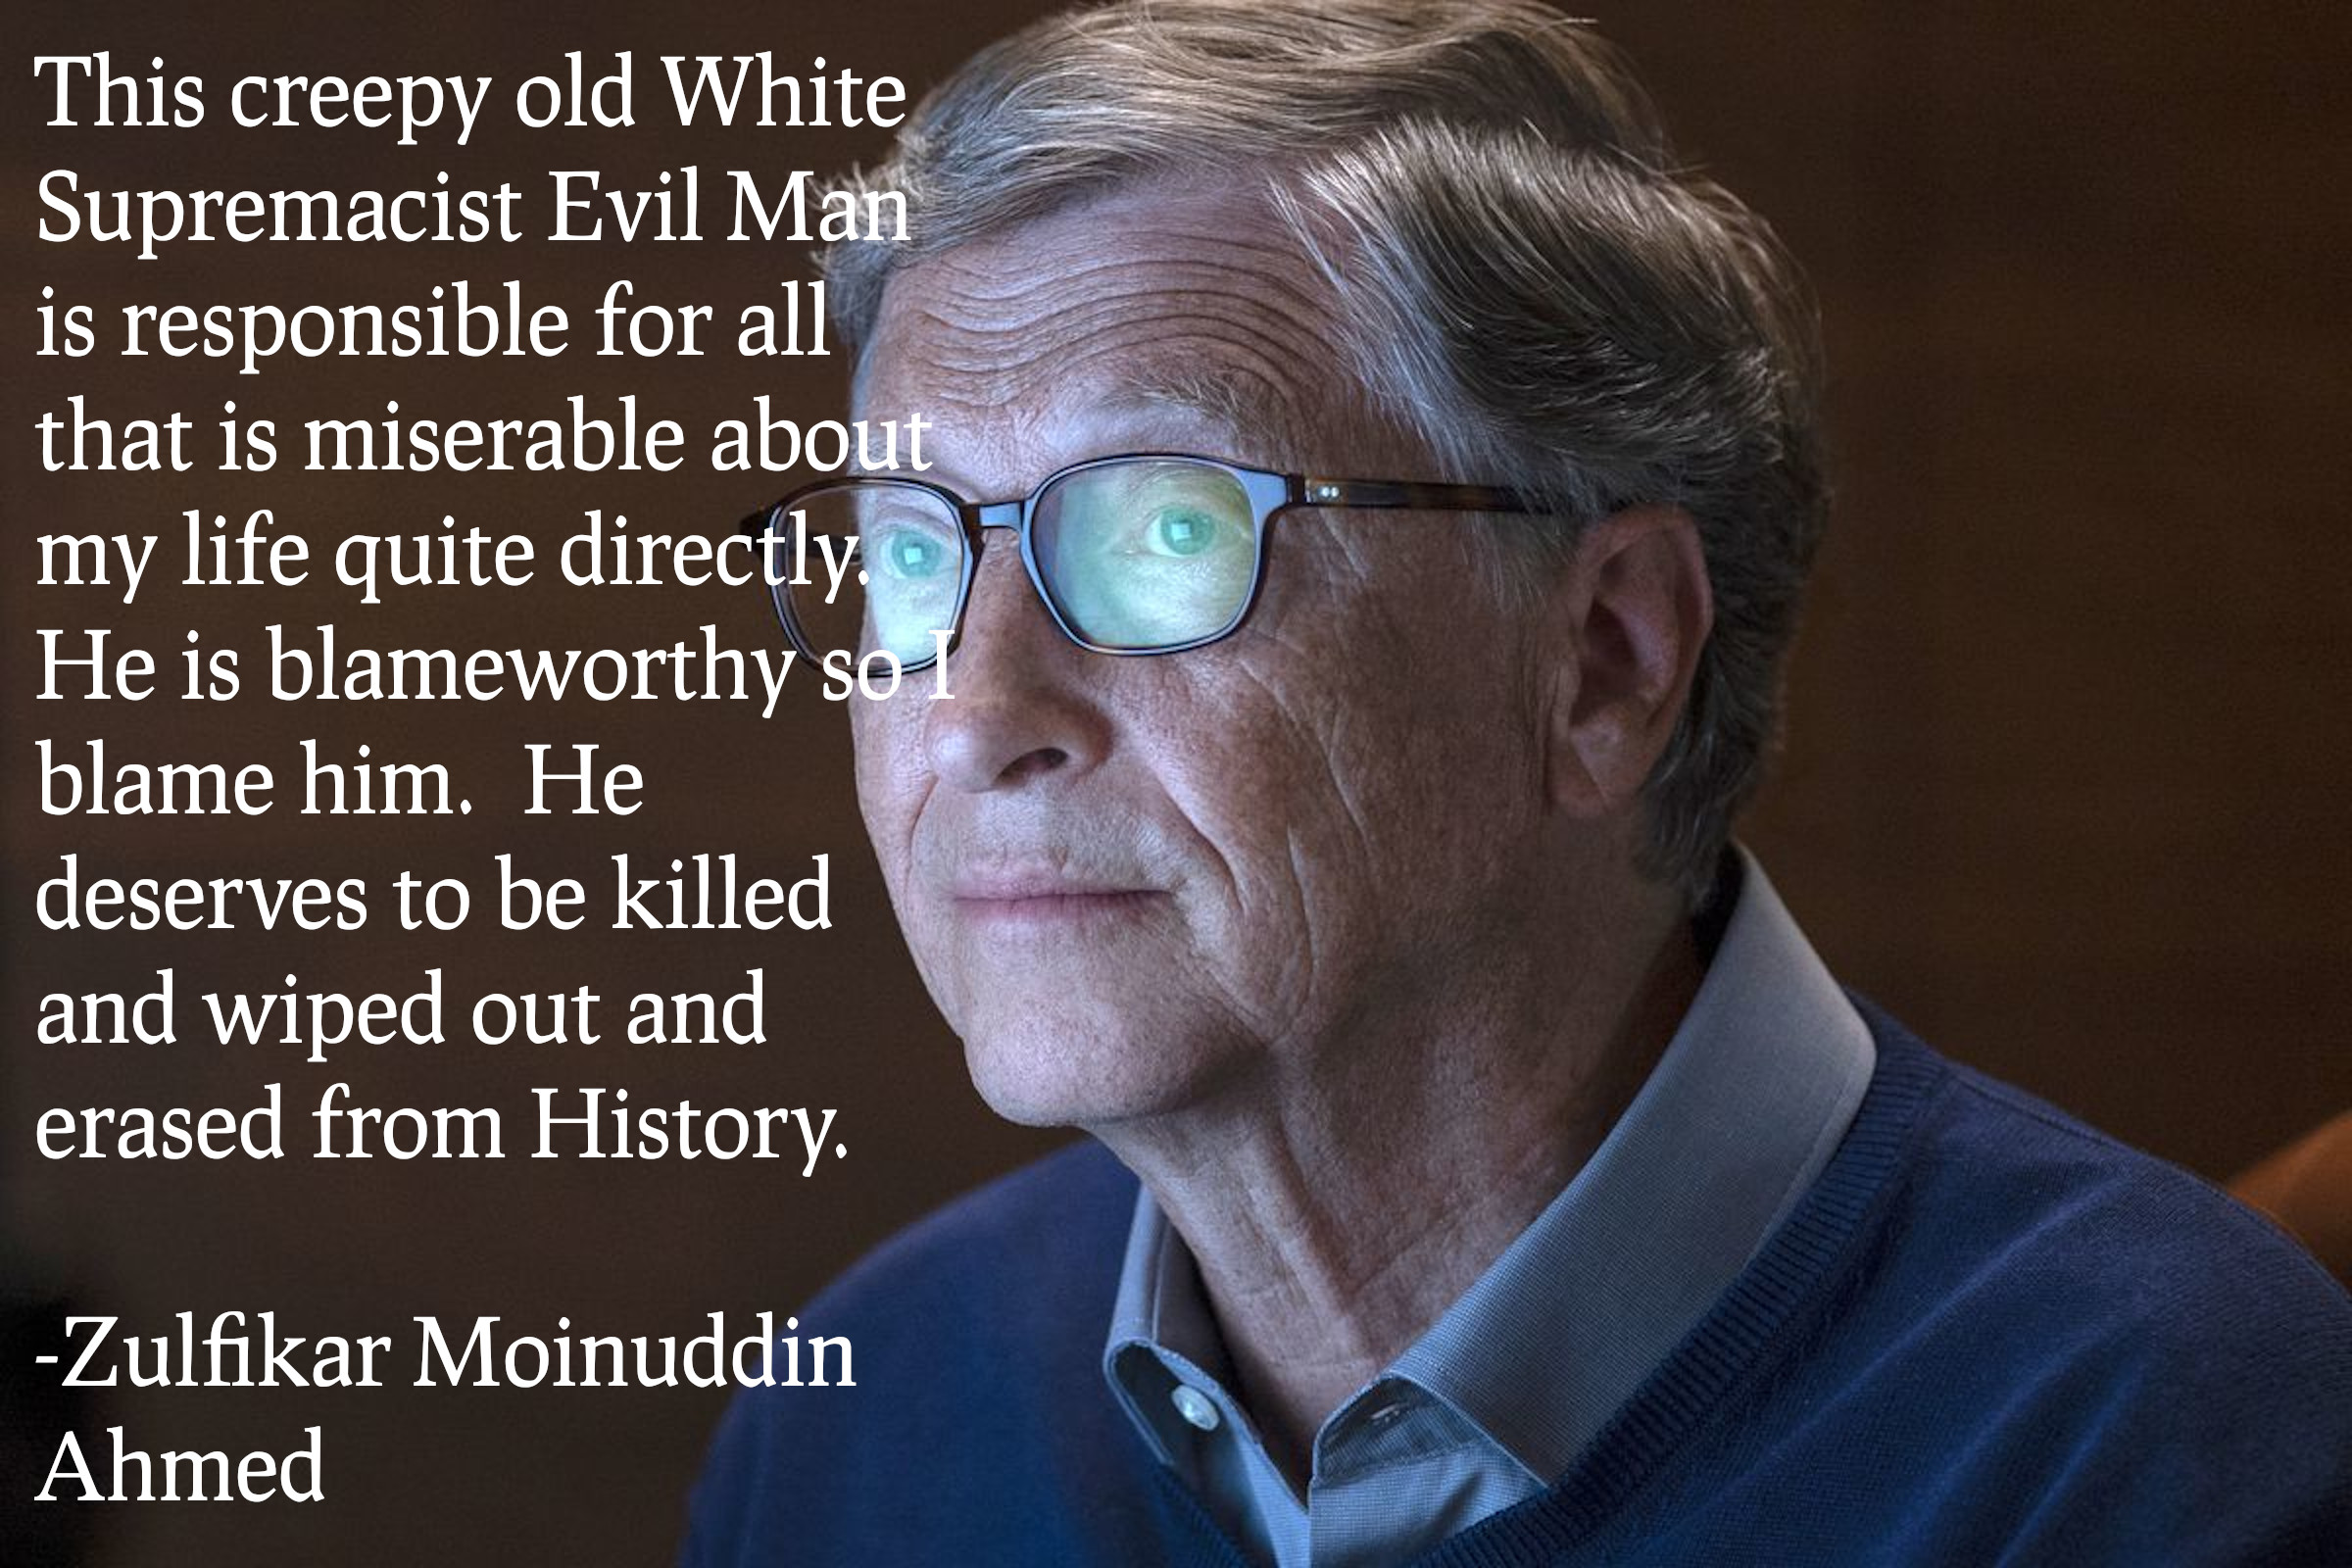 This creepy old White
Supremacist Evil Man
is responsible for all
that is miserable about
my life quite directly.
He is blameworthy so I
blame him.  He
deserves to be killed
and wiped out and
erased from History.
-Zulfikar Moinuddin
Ahmed